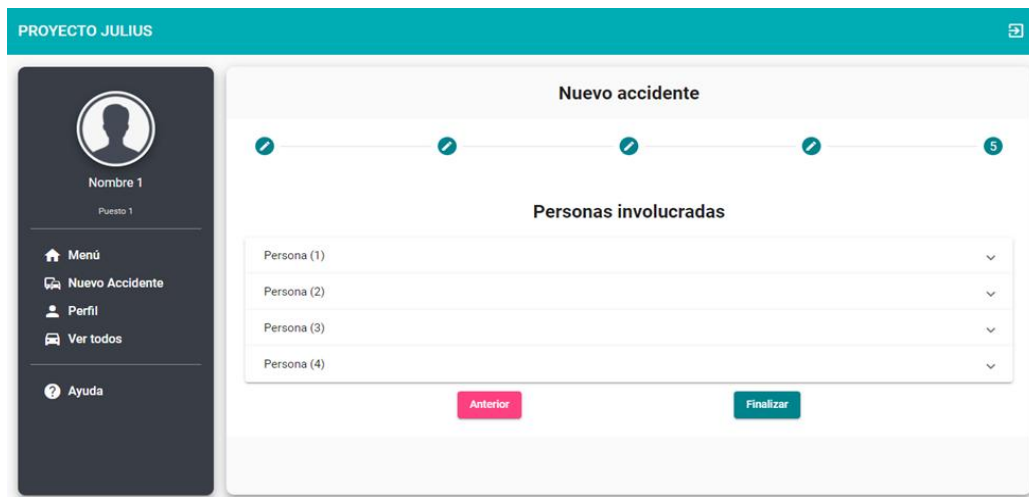 PROYECTO JULIUS
Nombre 1
Puesto 1
Menú
Nuevo Accidente
Perfil
Ver todos
Ayuda
Nuevo accidente
5
Personas involucradas
Persona (1)
Persona (2)
Persona (3)
Persona (4)
Anterior
Finalizar